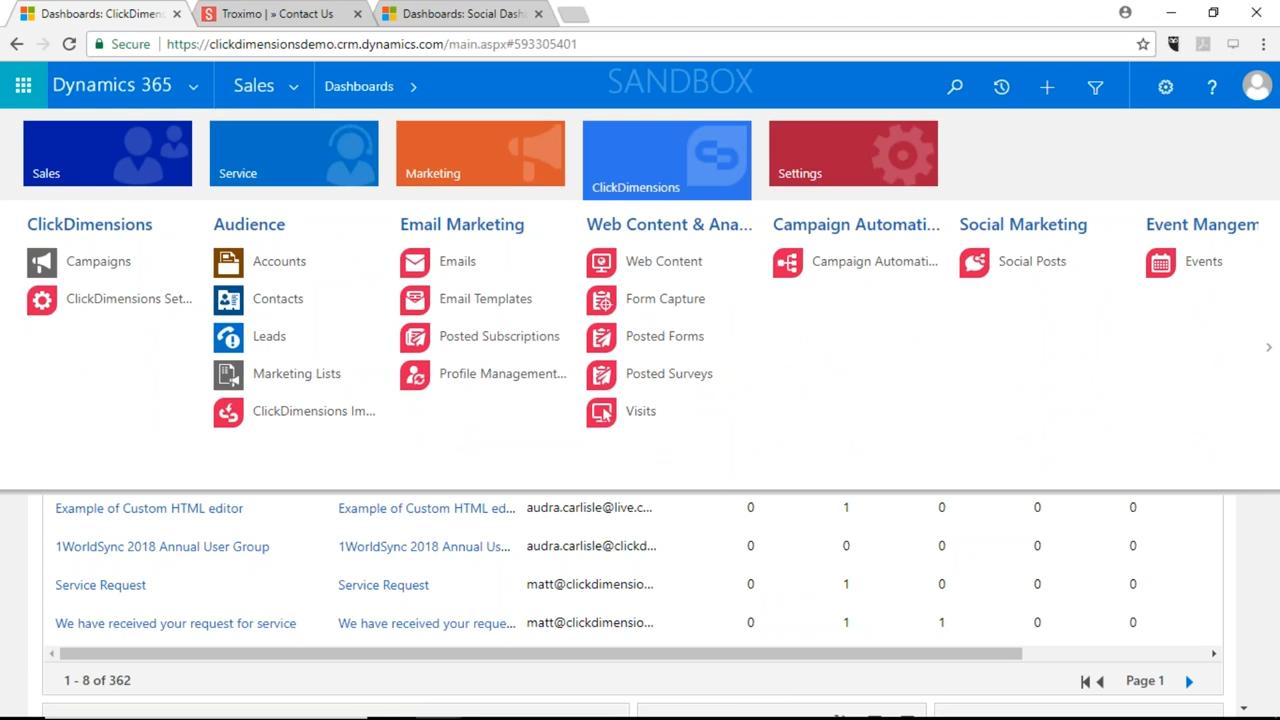 Dashboards: ClickDimens
Troximo | » Contact Us
Dashboards: Social Dash
Secure
https://clickdimensionsdemo.crm.dynamics.com/main.aspx#593305401
Dynamics 365
Sales
Dashboards
SANDBOX
Sales
Service
Marketing
ClickDimensions
Settings
ClickDimensions
Audience
Email Marketing
Web Content & Ana...
Campaign Automati...
Social Marketing
Event Mangem
Campaigns
Accounts
Emails
Web Content
Campaign Automati...
Social Posts
Events
ClickDimensions Set...
Contacts
Email Templates
Form Capture
Leads
Posted Subscriptions
Posted Forms
Marketing Lists
Profile Management...
Posted Surveys
ClickDimensions Im...
Visits
Example of Custom HTML editor Example of Custom HTML ed... audra.carlisle@live.c... 0 1 0 0 0
1WorldSync 2018 Annual User Group 1WorldSync 2018 Annual Us... audra.carlisle@clickd... 0 0 0 0 0
Service Request Service Request matt@clickdimensio... 0 1 0 0 0
We have received your request for service We have received your reque... matt@clickdimensio... 0 1 1 0 0
1 - 8 of 362
Page 1